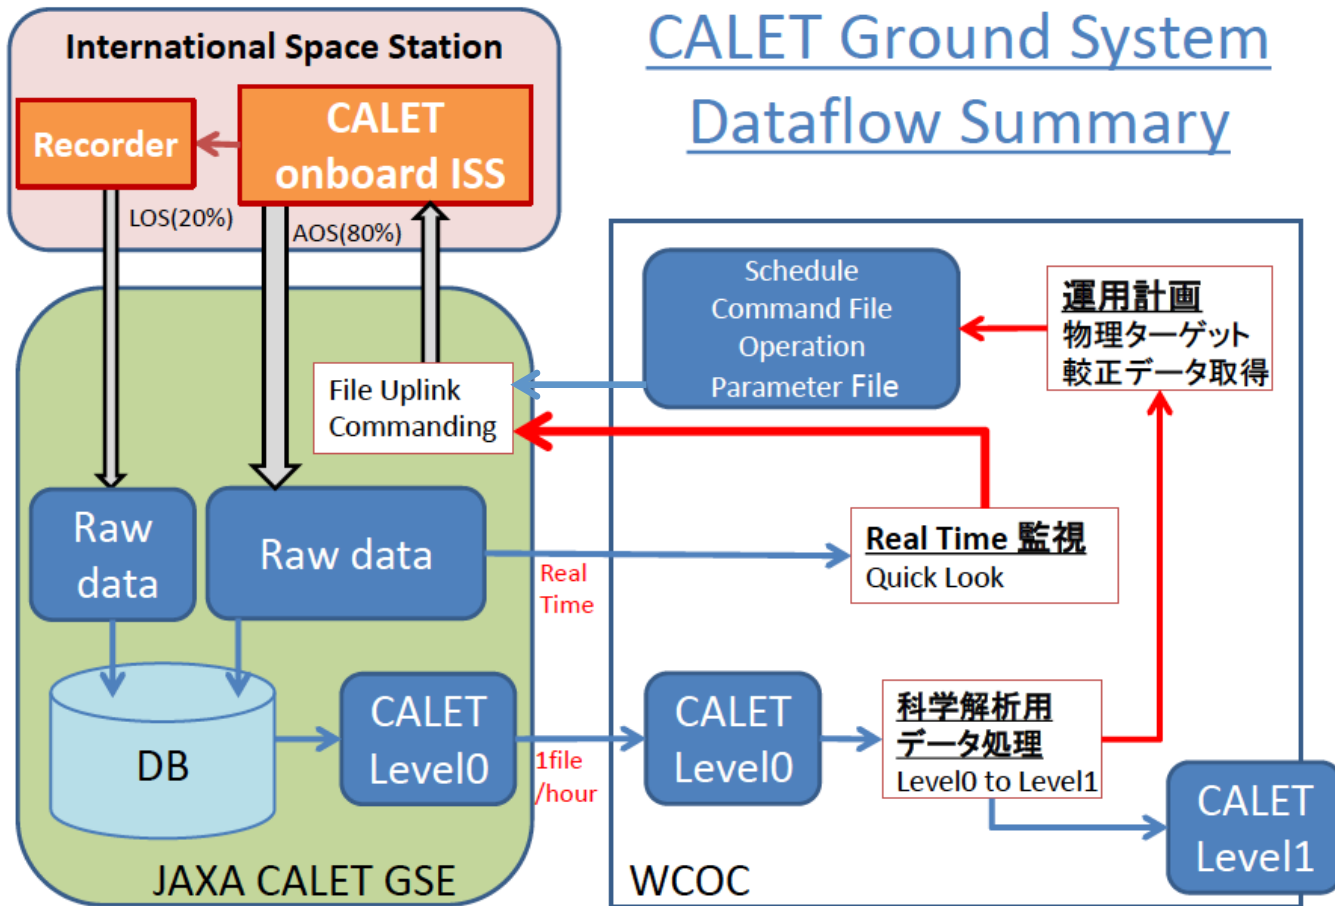 CALET Ground System
Dataflow Summary
International Space Station
Recorder
CALET
onboard ISS
LOS(20%)
AOS(80%)
Schedule
Command File
Operation
Parameter File
運用計画
物理ターゲット
較正データ取得
File Uplink
Commanding
Raw
data
Raw data
Real
Time
Real Time 監視
Quick Look
DB
CALET
Level0
1file
/hour
CALET
Level0
科学解析用
データ処理
Level0 to Level1
CALET
Level1
JAXA CALET GSE
WCOC